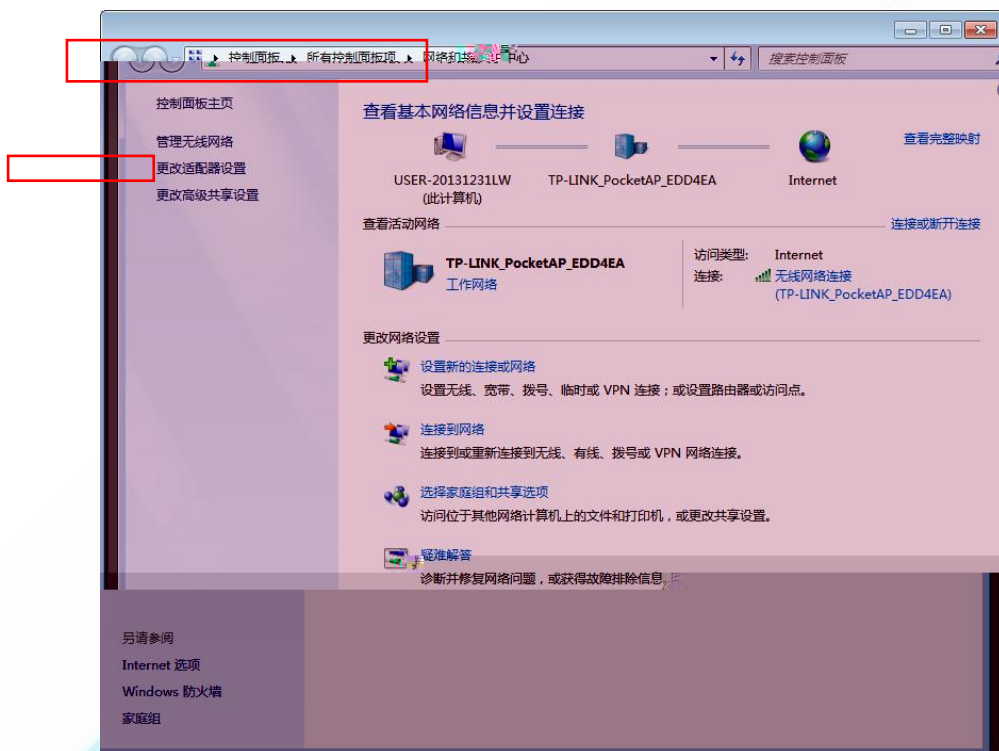 控制面板 ▸ 所有控制面板项 ▸ 网络和共享中心
搜索控制面板
控制面板主页
管理无线网络
更改适配器设置
更改高级共享设置
查看基本网络信息并设置连接
查看完整映射
USER-20131231LW
(此计算机)
TP-LINK_PocketAP_EDD4EA
Internet
查看活动网络
连接或断开连接
TP-LINK_PocketAP_EDD4EA
工作网络
访问类型: Internet
连接: 无线网络连接
(TP-LINK_PocketAP_EDD4EA)
更改网络设置
设置新的连接或网络
设置无线、宽带、拨号、临时或 VPN 连接；或设置路由器或访问点。
连接到网络
连接到或重新连接到无线、有线、拨号或 VPN 网络连接。
选择家庭组和共享选项
访问位于其他网络计算机上的文件和打印机，或更改共享设置。
疑难解答
诊断并修复网络问题，或获得故障排除信息
另请参阅
Internet 选项
Windows 防火墙
家庭组